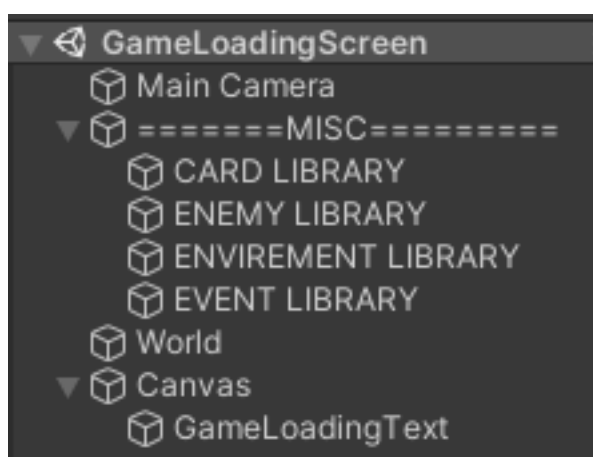 GameLoadingScreen
Main Camera
=======MISC=========
CARD LIBRARY
ENEMY LIBRARY
ENVIREMENT LIBRARY
EVENT LIBRARY
World
Canvas
GameLoadingText